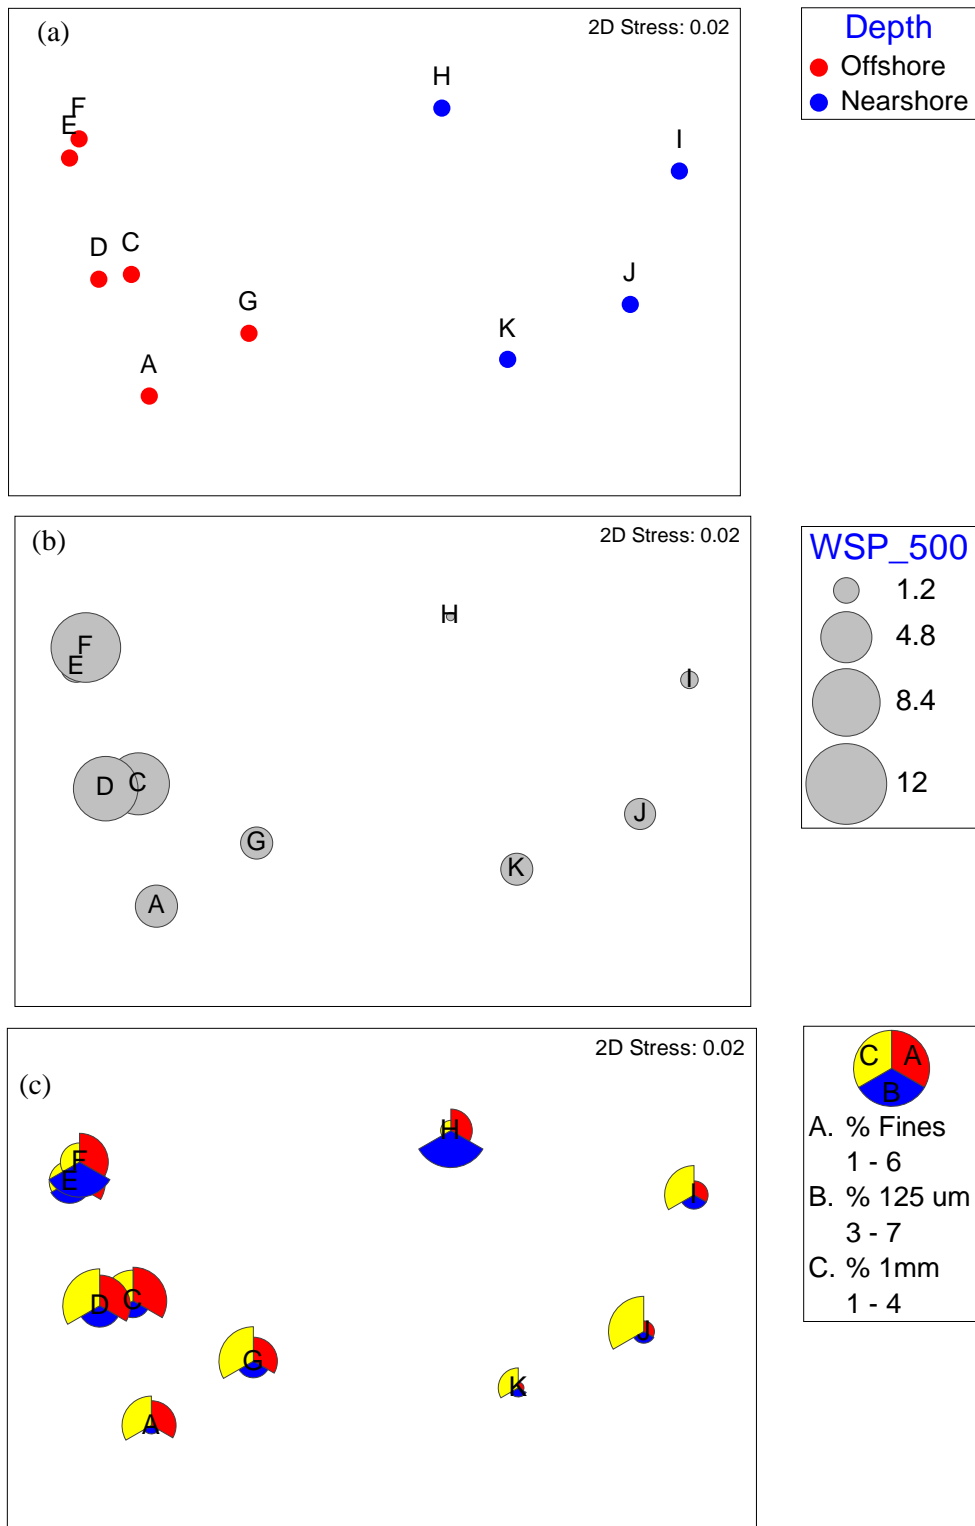 (a)
2D Stress: 0.02
Depth
Offshore
Nearshore
H
F
E
I
D C
G
J
K
A
(b)
2D Stress: 0.02
WSP_500
1.2
4.8
8.4
12
H
F
E
I
D C
J
G
K
A
2D Stress: 0.02
(c)
C A
B
A. % Fines
1 - 6
B. % 125 um
3 - 7
C. % 1mm
1 - 4
H
F
E
I
D C
J
G
K
A